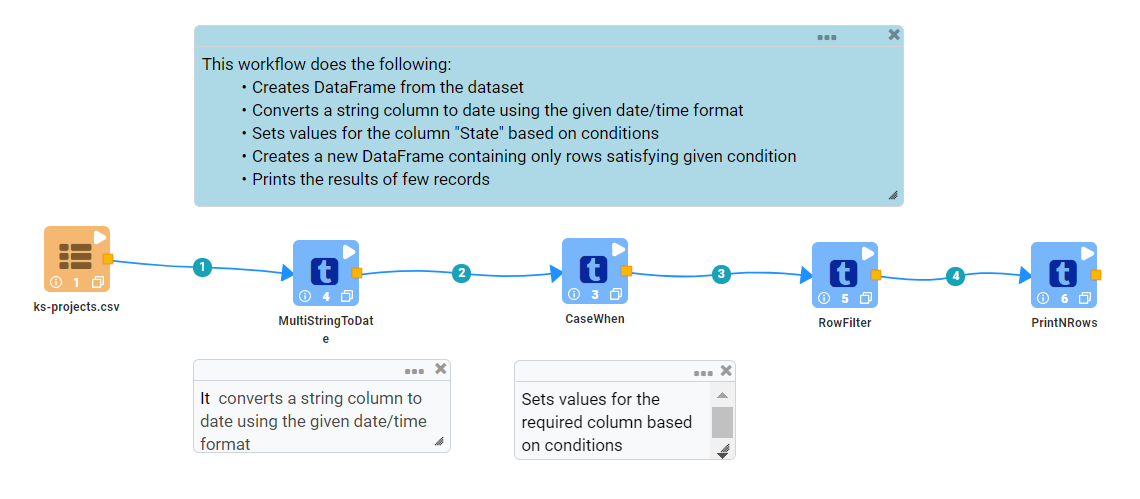 This workflow does the following:
• Creates DataFrame from the dataset
• Converts a string column to date using the given date/time format
• Sets values for the column "State" based on conditions
• Creates a new DataFrame containing only rows satisfying given condition
• Prints the results of few records
1
2
3
4
t
t
t
t
1
4
3
5
6
ks-projects.csv
MultiStringToDat
e
CaseWhen
RowFilter
PrintNRows
It converts a string column to
date using the given date/time
format
Sets values for the
required column based
on conditions